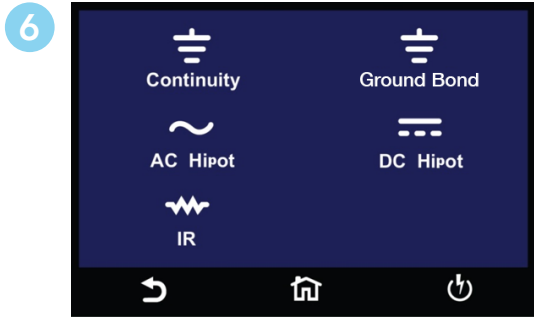 6
Continuity Ground Bond
AC Hipot DC Hipot
IR